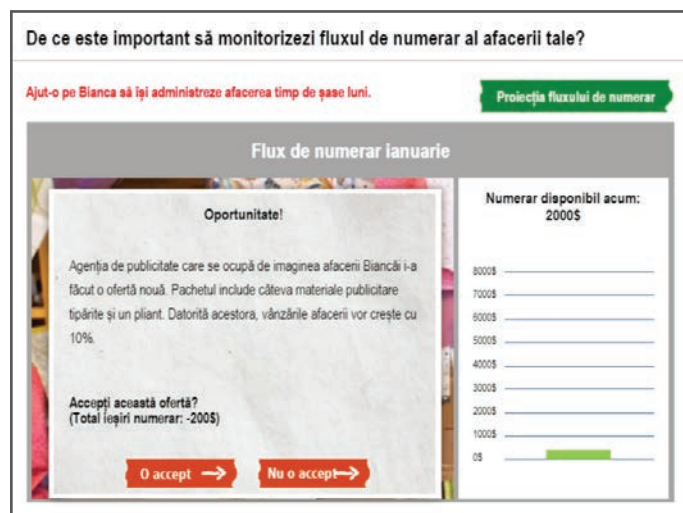 De ce este important să monitorizezi fluxul de numerar al afacerii tale?
Ajut-o pe Bianca să își administreze afacerea timp de șase luni.
Proiecția fluxului de numerar
Flux de numerar ianuarie
Oportunitate!
Agenția de publicitate care se ocupă de imaginea afacerii Biancăi i-a
făcut o ofertă nouă. Pachetul include câteva materiale publicitare
tipărite și un pliant. Datorită acestora, vânzările afacerii vor crește cu
10%.
Accepți această ofertă?
(Total ieșiri numerar: -200$)
O accept
Nu o accept
Numerar disponibil acum:
2000$
8000$
7000$
6000$
5000$
4000$
3000$
2000$
1000$
0$